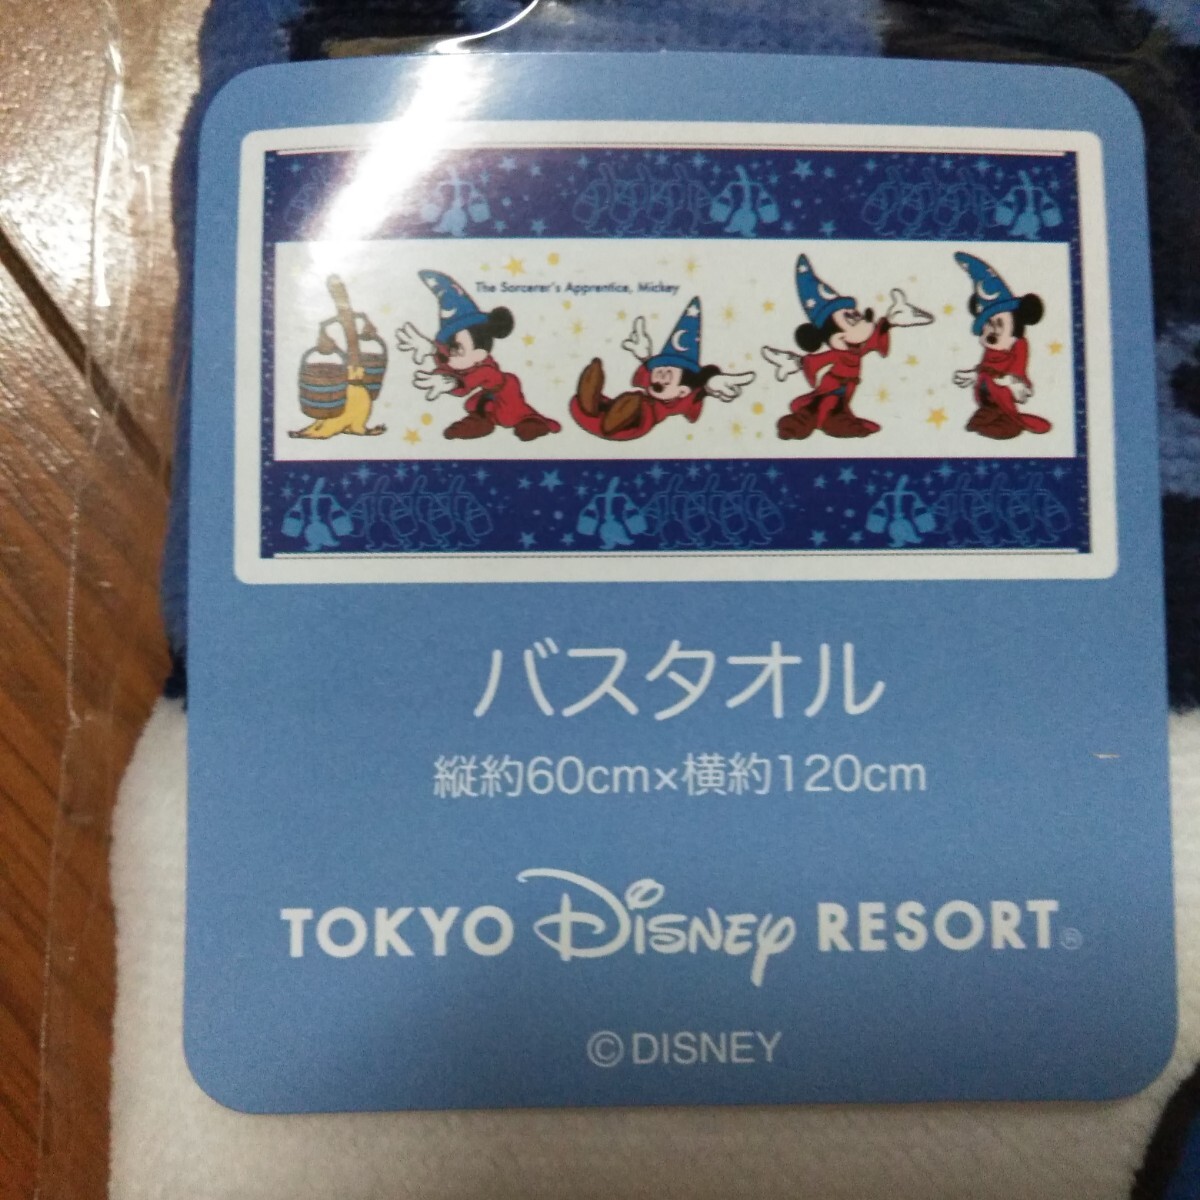 The Sorcerer's Apprentice, Mickey
バスタオル
縦約60cm×横約120cm
TOKYO Disney RESORT®
©DISNEY